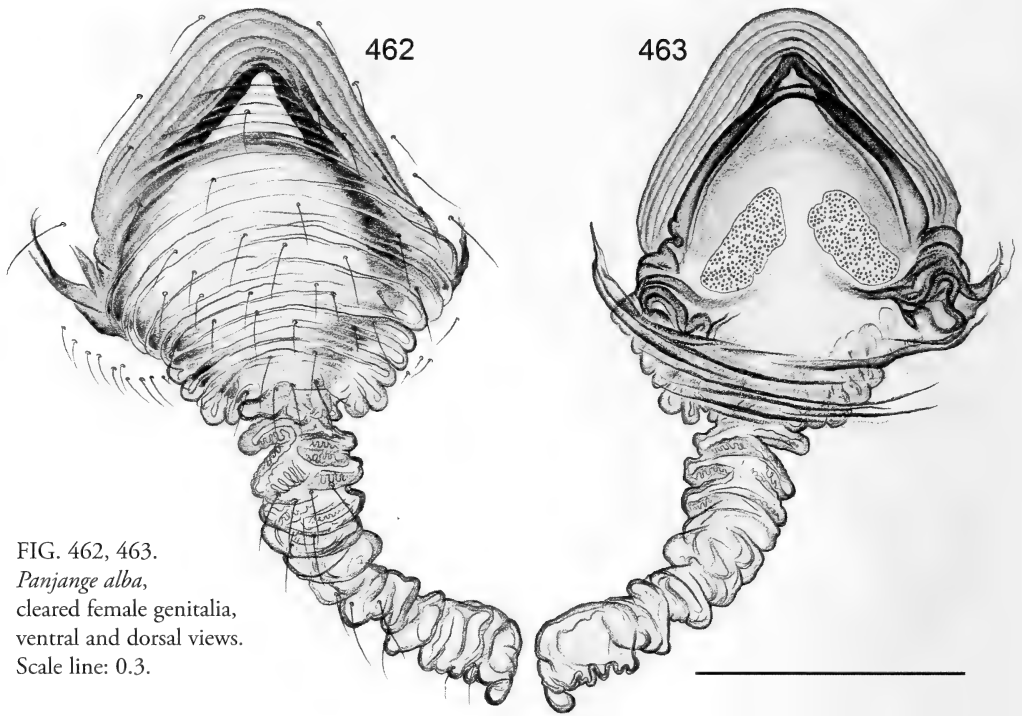 462
463
FIG. 462, 463.
Panjange alba,
cleared female genitalia,
ventral and dorsal views.
Scale line: 0.3.